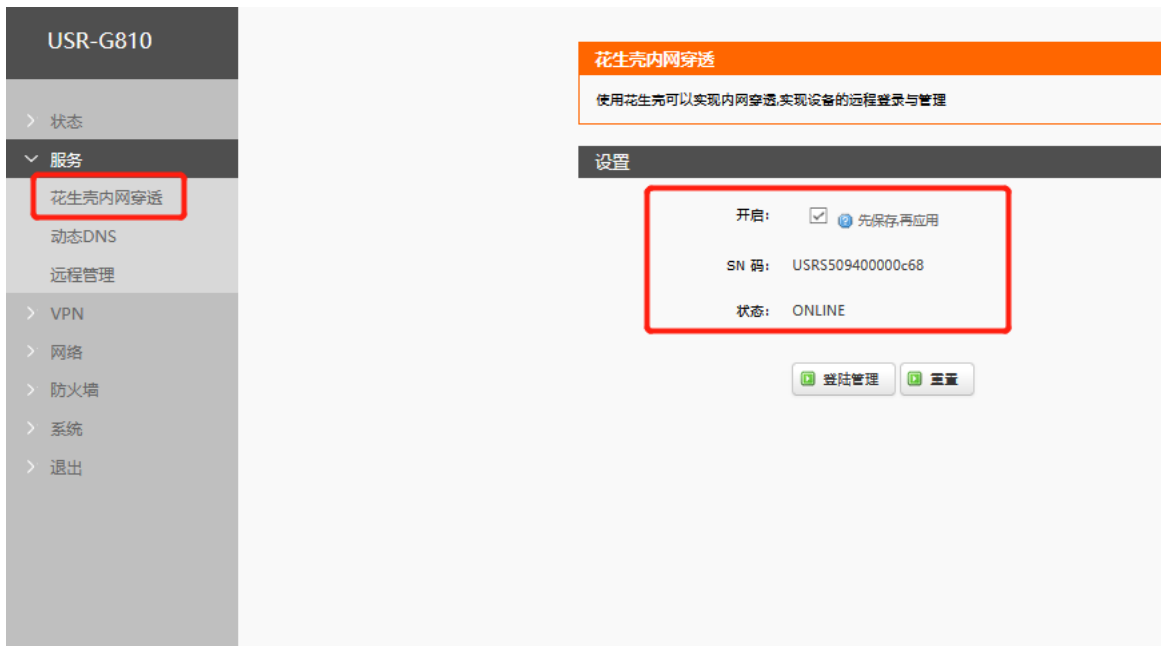 USR-G810
状态
服务
花生壳内网穿透
动态DNS
远程管理
VPN
网络
防火墙
系统
退出
花生壳内网穿透
使用花生壳可以实现内网穿透,实现设备的远程登录与管理
设置
开启: 先保存,再应用
SN 码: USRS509400000c68
状态: ONLINE
登陆管理 重置